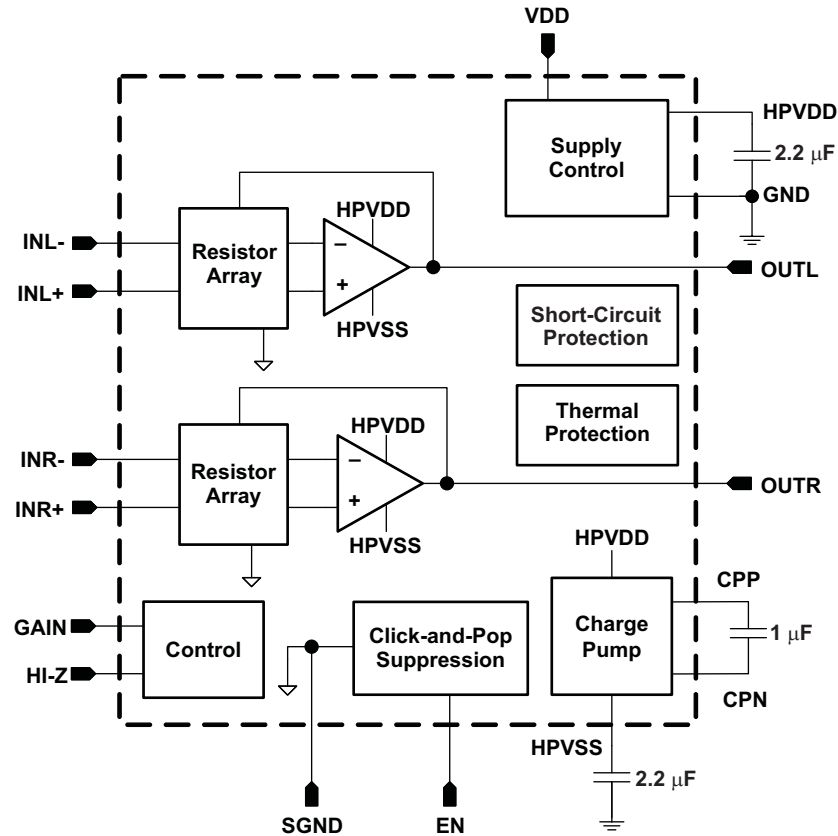 VDD
HPVDD
Supply
Control
2.2 μF
GND
HPVDD
INL-
Resistor
Array
−
OUTL
INL+
+
HPVSS
Short-Circuit
Protection
Thermal
Protection
HPVDD
INR-
Resistor
Array
−
OUTR
INR+
+
HPVSS
HPVDD
CPP
GAIN
Control
Click-and-Pop
Suppression
Charge
Pump
1 μF
HI-Z
CPN
HPVSS
2.2 μF
SGND
EN